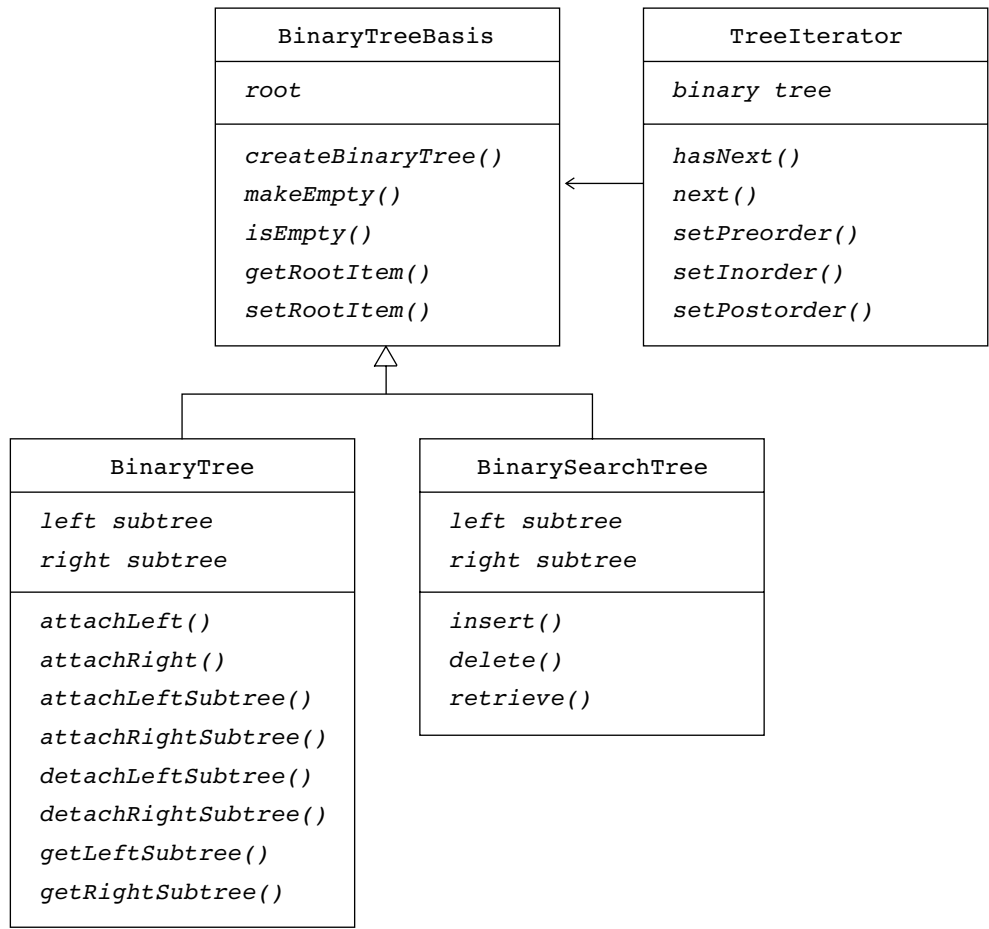 BinaryTreeBasis
root
createBinaryTree()
makeEmpty()
isEmpty()
getRootItem()
setRootItem()
TreeIterator
binary tree
hasNext()
next()
setPreorder()
setInorder()
setPostorder()
BinaryTree
left subtree
right subtree
attachLeft()
attachRight()
attachLeftSubtree()
attachRightSubtree()
detachLeftSubtree()
detachRightSubtree()
getLeftSubtree()
getRightSubtree()
BinarySearchTree
left subtree
right subtree
insert()
delete()
retrieve()